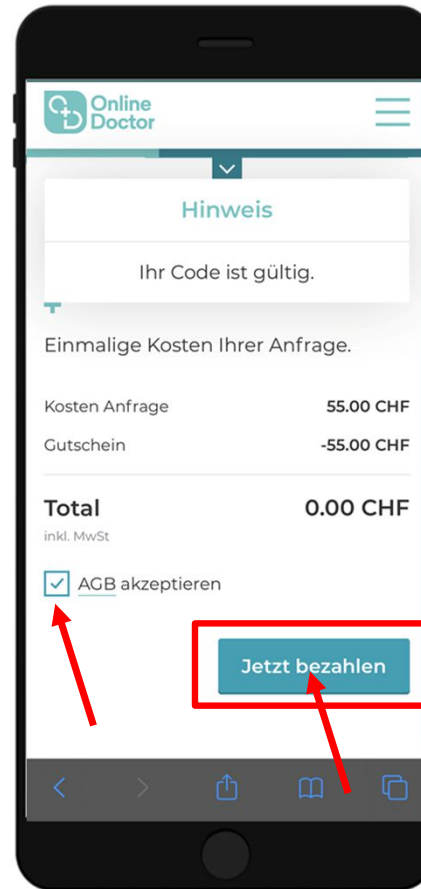 Online
Doctor
Hinweis
Ihr Code ist gültig.
Einmalige Kosten Ihrer Anfrage.
Kosten Anfrage 55.00 CHF
Gutschein -55.00 CHF
Total 0.00 CHF
inkl. MwSt
AGB akzeptieren
Jetzt bezahlen